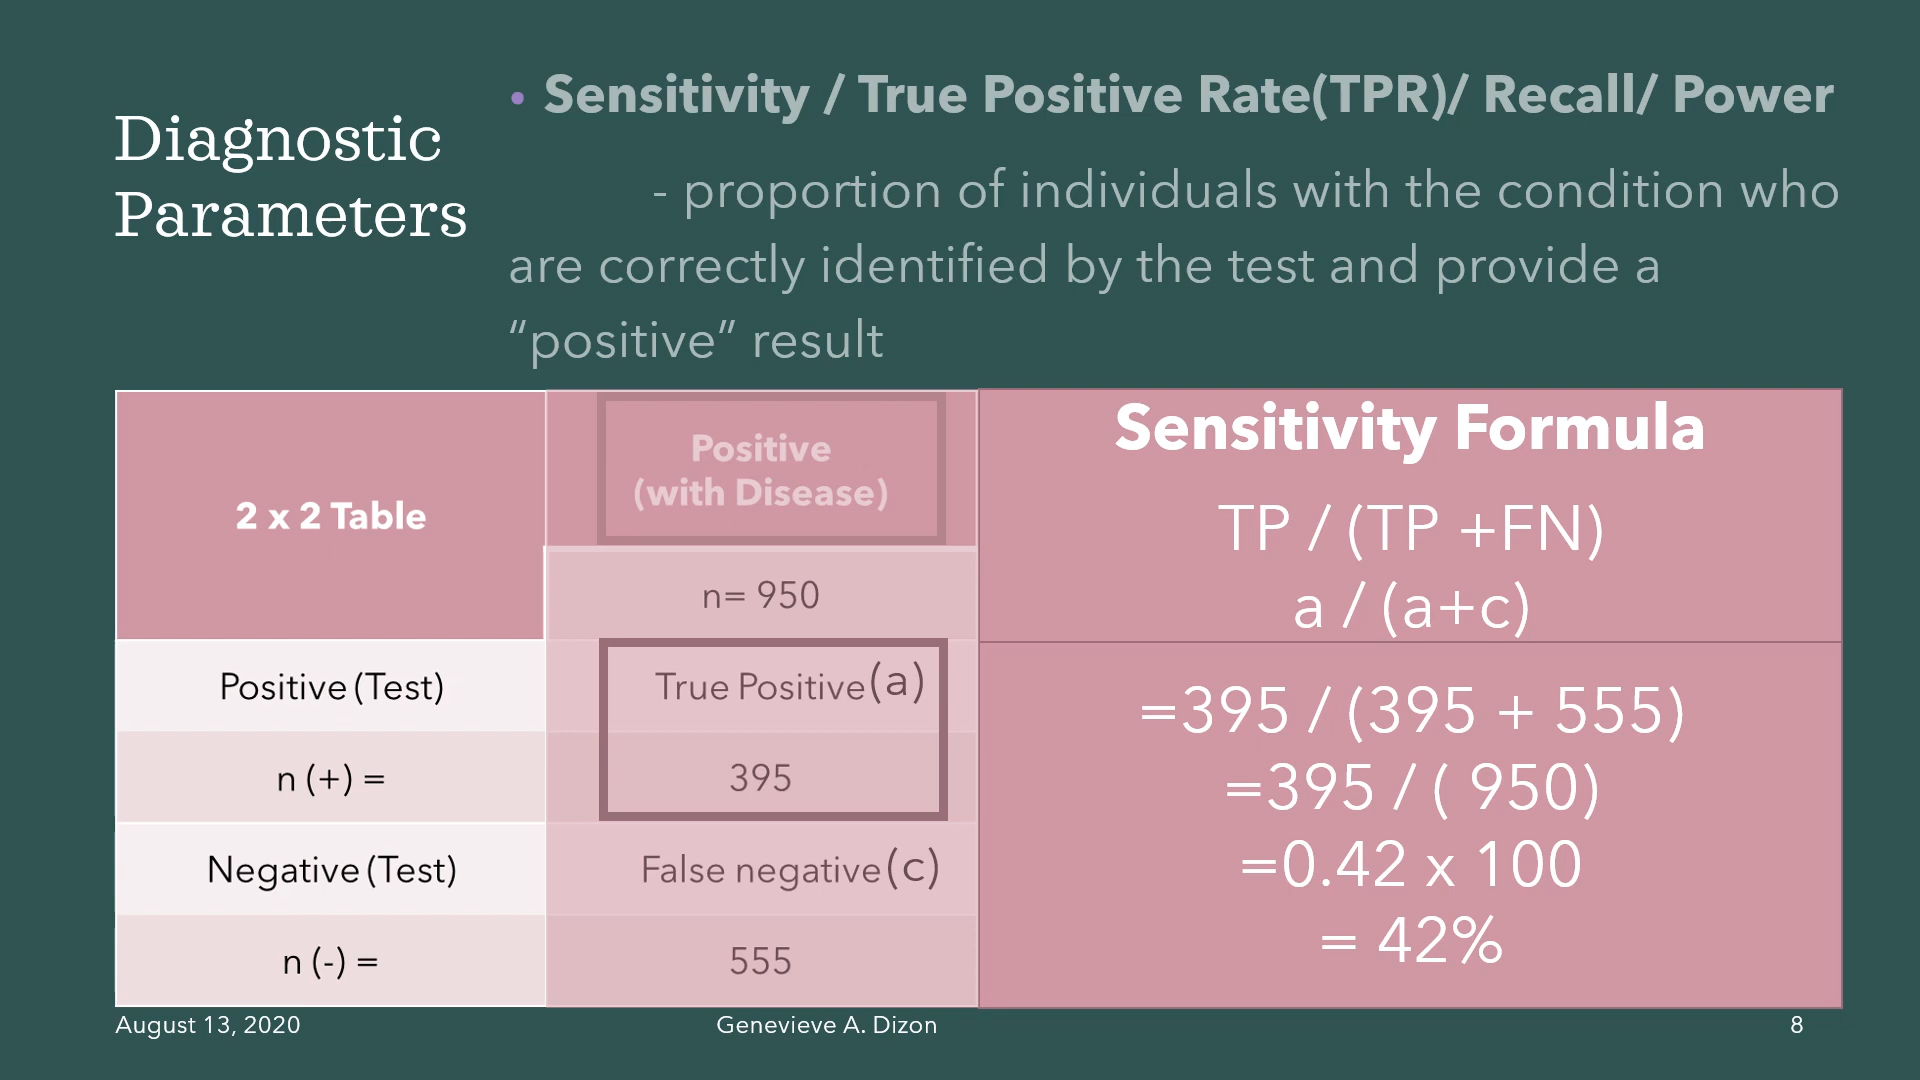 Diagnostic
Parameters
• Sensitivity / True Positive Rate(TPR)/ Recall/ Power
- proportion of individuals with the condition who
are correctly identified by the test and provide a
“positive” result
2 x 2 Table
Positive
(with Disease)
n= 950
Positive (Test)
True Positive (a)
n (+) =
395
Negative (Test)
False negative (c)
n (-) =
555
Sensitivity Formula
TP / (TP +FN)
a / (a+c)
=395 / (395 + 555)
=395 / ( 950)
=0.42 x 100
= 42%
August 13, 2020
Genevieve A. Dizon
8